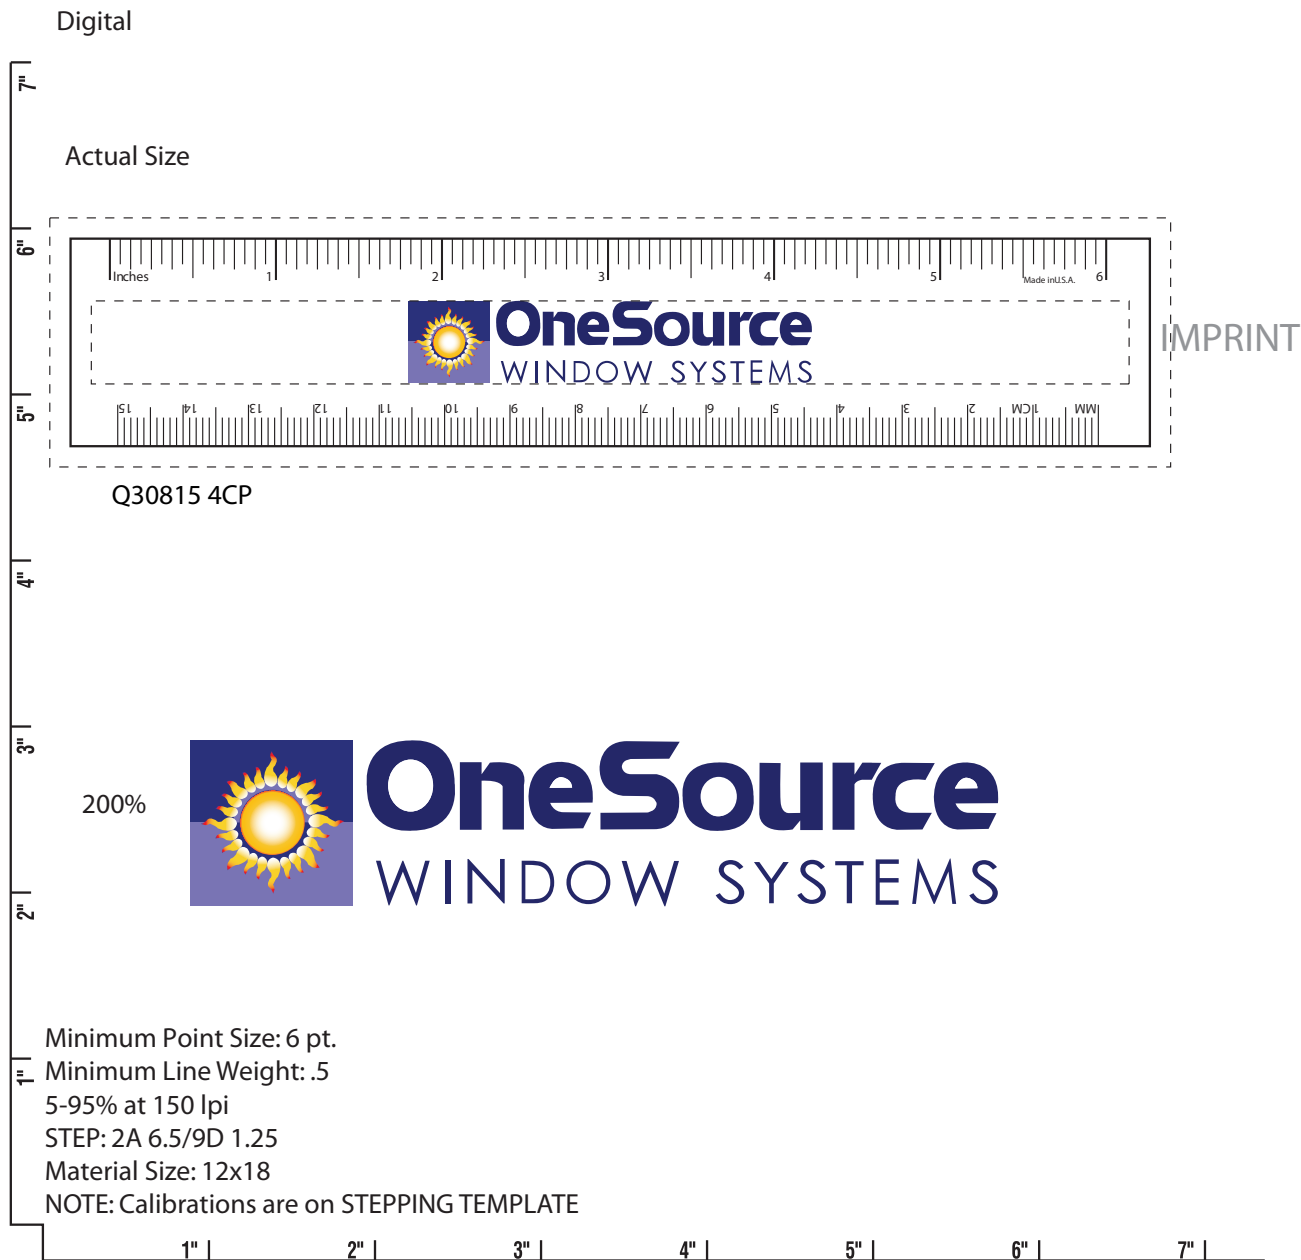 Digital
7"
Actual Size
6"
Inches 1 2 3 4 5 6
Made inU.S.A.
OneSource
WINDOW SYSTEMS
IMPRINT
5"
15 14 13 12 11 10 9 8 7 6 5 4 3 2 1CM MM
Q30815 4CP
4"
3"
200%
OneSource
WINDOW SYSTEMS
2"
Minimum Point Size: 6 pt.
1"
Minimum Line Weight: .5
5-95% at 150 lpi
STEP: 2A 6.5/9D 1.25
Material Size: 12x18
NOTE: Calibrations are on STEPPING TEMPLATE
1" 2" 3" 4" 5" 6" 7"